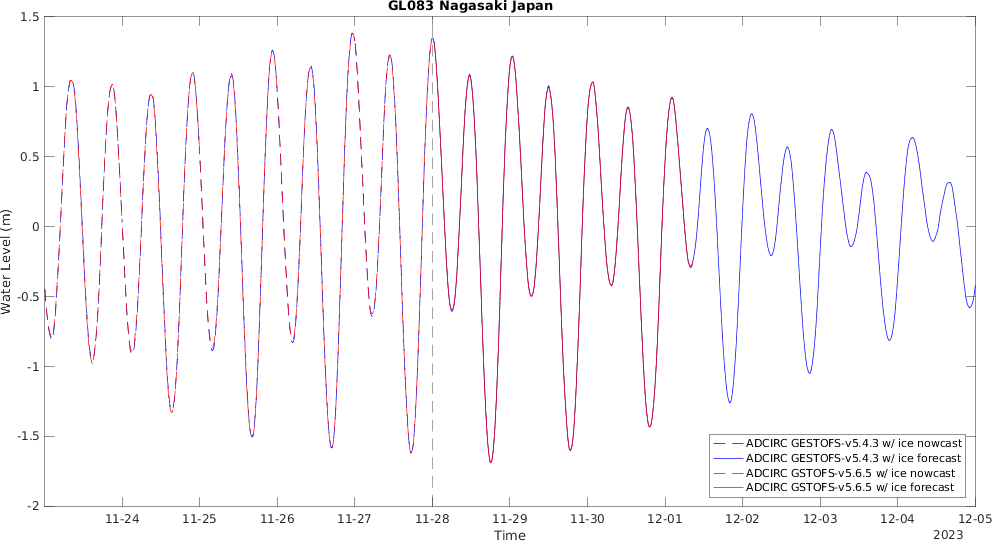 GL083 Nagasaki Japan
1.5
1
0.5
0
-0.5
-1
-1.5
-2
Water Level (m)
11-24 11-25 11-26 11-27 11-28 11-29 11-30 12-01 12-02 12-03 12-04 12-05
Time
2023
ADCIRC GESTOFS-v5.4.3 w/ ice nowcast
ADCIRC GESTOFS-v5.4.3 w/ ice forecast
ADCIRC GSTOFS-v5.6.5 w/ ice nowcast
ADCIRC GSTOFS-v5.6.5 w/ ice forecast